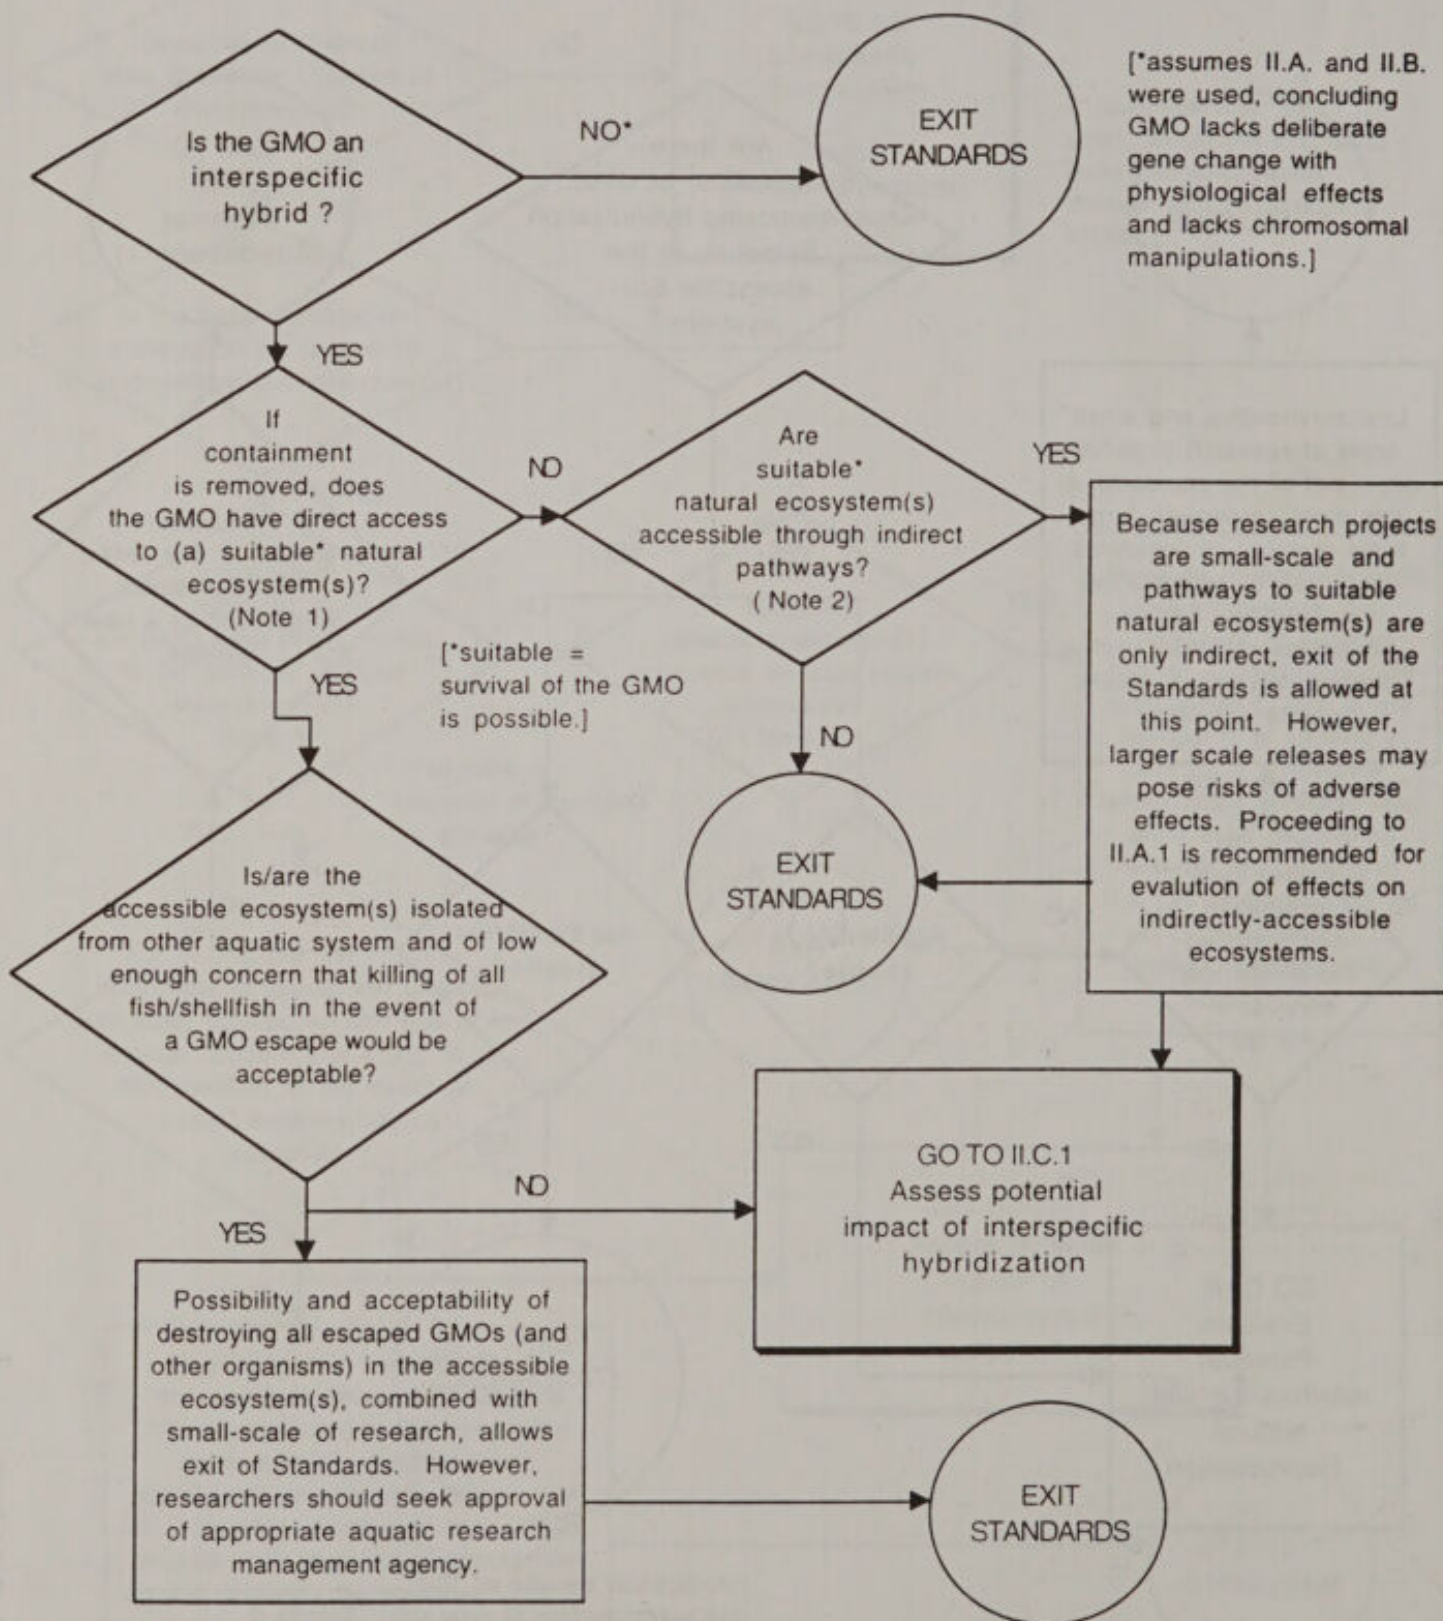 Is the GMO an
interspecific
hybrid ?
NO*
EXIT
STANDARDS
[*assumes II.A. and II.B.
were used, concluding
GMO lacks deliberate
gene change with
physiological effects
and lacks chromosomal
manipulations.]
YES
If
containment
is removed, does
the GMO have direct access
to (a) suitable* natural
ecosystem(s)?
(Note 1)
NO
Are
suitable*
natural ecosystem(s)
accessible through indirect
pathways?
( Note 2)
YES
Because research projects
are small-scale and
pathways to suitable
natural ecosystem(s) are
only indirect, exit of the
Standards is allowed at
this point. However,
larger scale releases may
pose risks of adverse
effects. Proceeding to
II.A.1 is recommended for
evalution of effects on
indirectly-accessible
ecosystems.
YES
[*suitable =
survival of the GMO
is possible.]
NO
EXIT
STANDARDS
Is/are the
accessible ecosystem(s) isolated
from other aquatic system and of low
enough concern that killing of all
fish/shellfish in the event of
a GMO escape would be
acceptable?
NO
GO TO II.C.1
Assess potential
impact of interspecific
hybridization
YES
Possibility and acceptability of
destroying all escaped GMOs (and
other organisms) in the accessible
ecosystem(s), combined with
small-scale of research, allows
exit of Standards. However,
researchers should seek approval
of appropriate aquatic research
management agency.
EXIT
STANDARDS